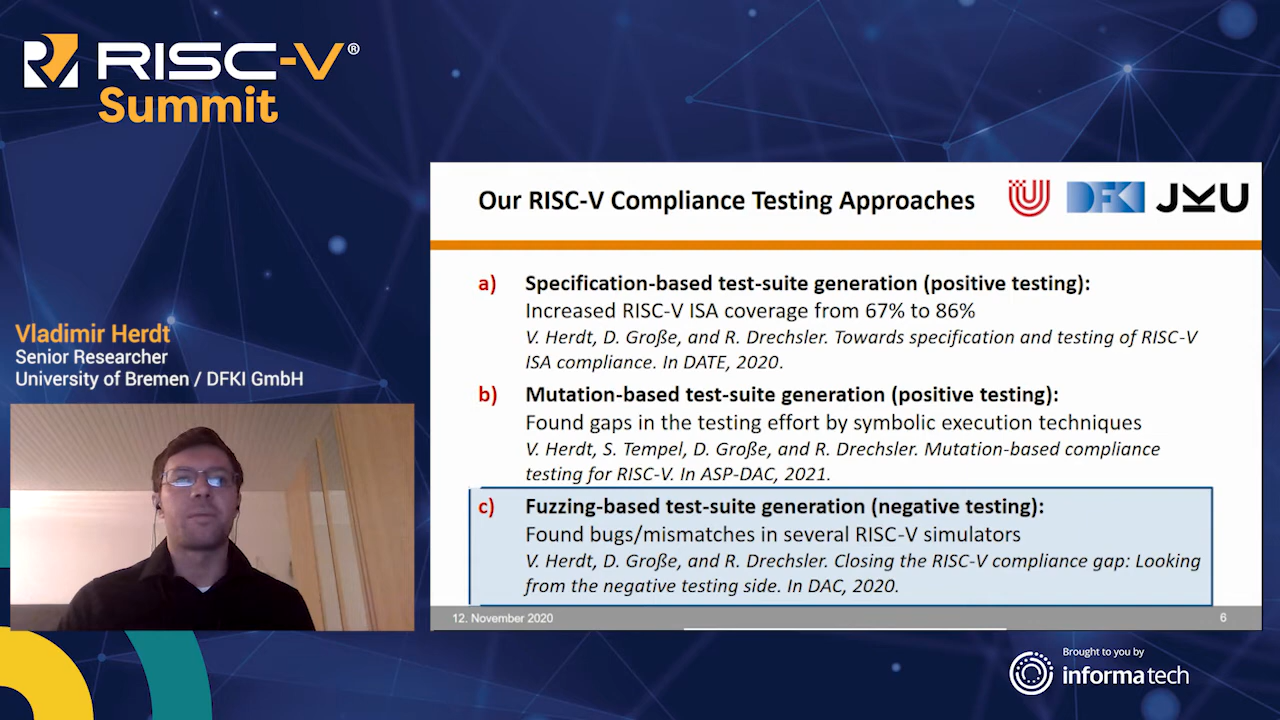 RISC-V®
Summit
Our RISC-V Compliance Testing Approaches
DFKI
JKU
a) Specification-based test-suite generation (positive testing):
Increased RISC-V ISA coverage from 67% to 86%
V. Herdt, D. Große, and R. Drechsler. Towards specification and testing of RISC-V
ISA compliance. In DATE, 2020.
b) Mutation-based test-suite generation (positive testing):
Found gaps in the testing effort by symbolic execution techniques
V. Herdt, S. Tempel, D. Große, and R. Drechsler. Mutation-based compliance
testing for RISC-V. In ASP-DAC, 2021.
c) Fuzzing-based test-suite generation (negative testing):
Found bugs/mismatches in several RISC-V simulators
V. Herdt, D. Große, and R. Drechsler. Closing the RISC-V compliance gap: Looking
from the negative testing side. In DAC, 2020.
12. November 2020
6
Vladimir Herdt
Senior Researcher
University of Bremen / DFKI GmbH
Brought to you by
informa tech